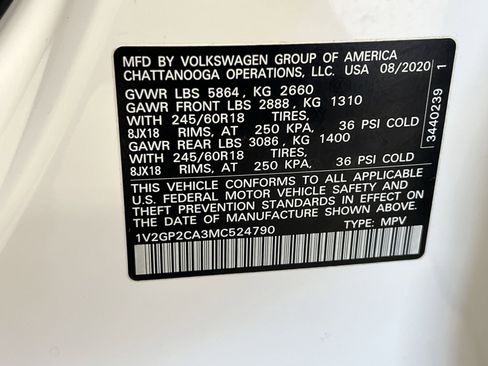 MFD BY VOLKSWAGEN GROUP OF AMERICA
CHATTANOOGA OPERATIONS, LLC. USA 08/2020
GVWR LBS 5864, KG 2660
GAWR FRONT LBS 2888, KG 1310
WITH 245/60R18 TIRES,
8JX18 RIMS, AT 250 KPA, 36 PSI COLD
GAWR REAR LBS 3086, KG 1400
WITH 245/60R18 TIRES,
8JX18 RIMS, AT 250 KPA, 36 PSI COLD
THIS VEHICLE CONFORMS TO ALL APPLICABLE
U.S. FEDERAL MOTOR VEHICLE SAFETY AND
THEFT PREVENTION STANDARDS IN EFFECT ON
THE DATE OF MANUFACTURE SHOWN ABOVE
1V2GP2CA3MC524790 TYPE: MPV
3440239 1